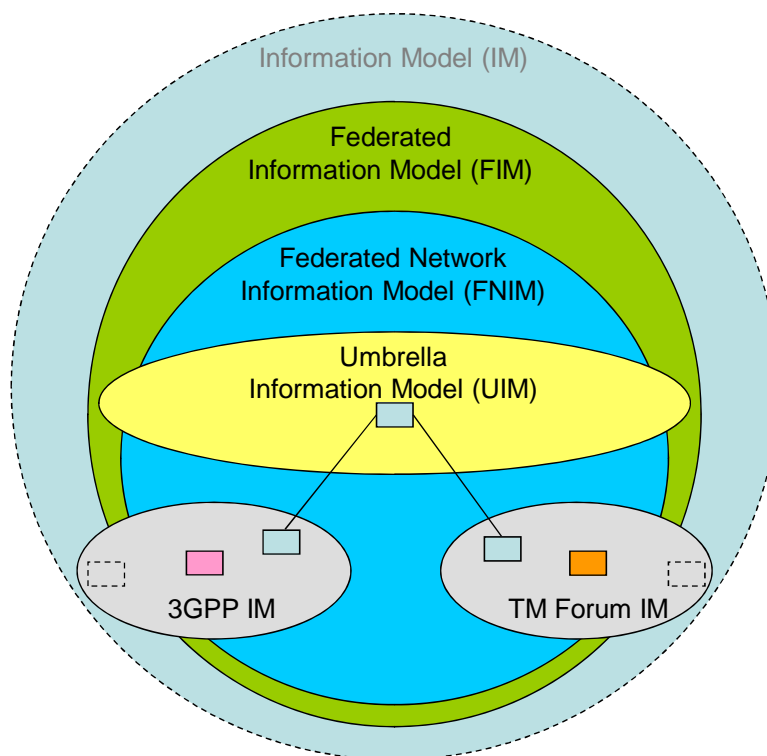 Information Model (IM)
Federated
Information Model (FIM)
Federated Network
Information Model (FNIM)
Umbrella
Information Model (UIM)
3GPP IM
TM Forum IM